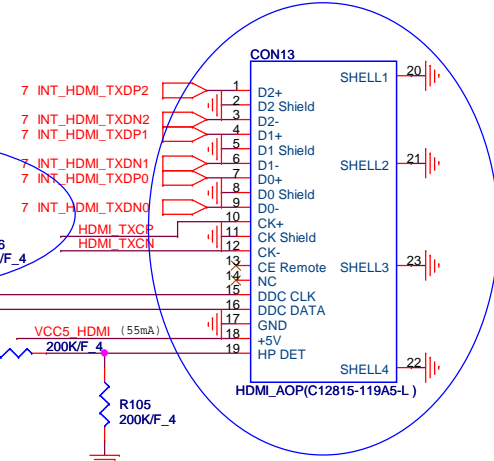 CON13
20
SHELL1
7 INT_HDMI_TXDP2
1
D2+
2
D2 Shield
7 INT_HDMI_TXDN2
3
D2-
7 INT_HDMI_TXDP1
4
D1+
5
D1 Shield
7 INT_HDMI_TXDN1
6
D1-
21
SHELL2
7 INT_HDMI_TXDP0
7
D0+
8
D0 Shield
7 INT_HDMI_TXDN0
9
D0-
10
CK+
HDMI_TXCP
11
CK Shield
HDMI_TXCN
12
CK-
6
/F_4
13
CE Remote
23
SHELL3
14
NC
15
DDC CLK
16
DDC DATA
17
GND
VCC5_HDMI (55mA)
18
+5V
200K/F_4
19
HP DET
22
SHELL4
HDMI_AOP(C12815-119A5-L )
R105
200K/F_4